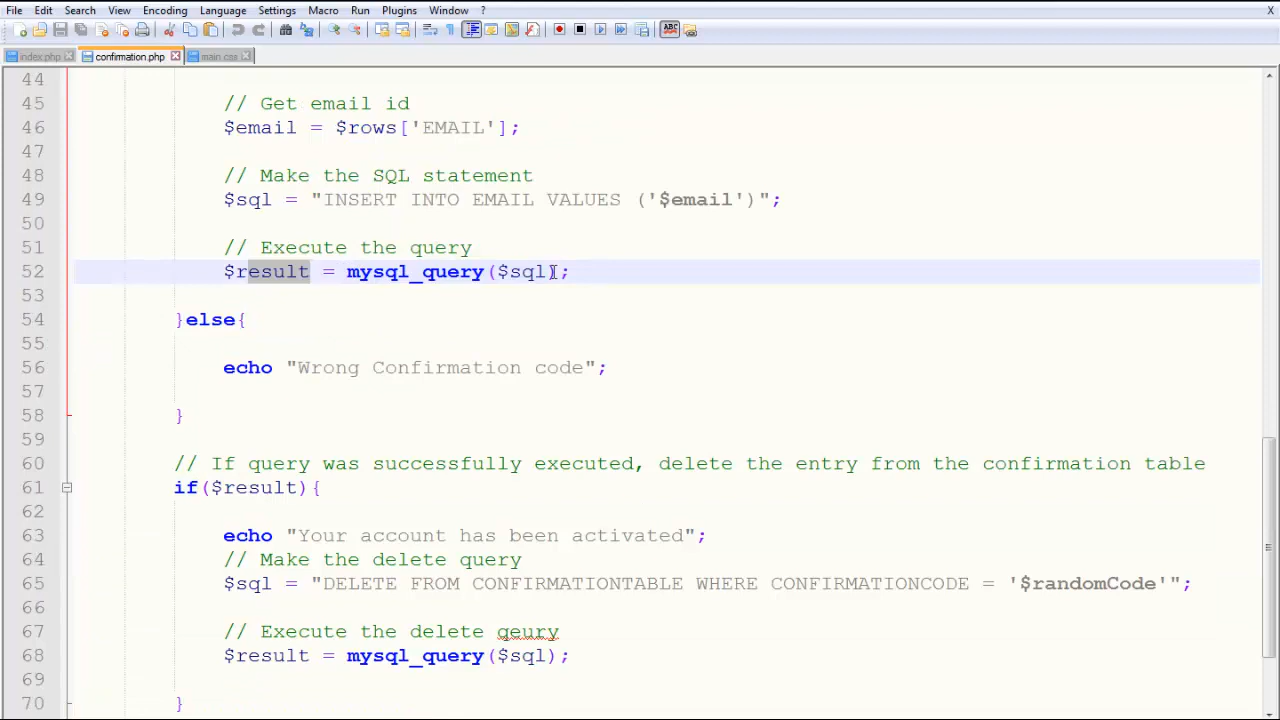 File Edit Search View Encoding Language Settings Macro Run Plugins Window ? X
index.php confirmation.php main.css
44
45 // Get email id
46 $email = $rows['EMAIL'];
47
48 // Make the SQL statement
49 $sql = "INSERT INTO EMAIL VALUES ('$email')";
50
51 // Execute the query
52 $result = mysql_query($sql);
53
54 }else{
55
56 echo "Wrong Confirmation code";
57
58 }
59
60 // If query was successfully executed, delete the entry from the confirmation table
61 if($result){
62
63 echo "Your account has been activated";
64 // Make the delete query
65 $sql = "DELETE FROM CONFIRMATIONTABLE WHERE CONFIRMATIONCODE = '$randomCode'";
66
67 // Execute the delete qeury
68 $result = mysql_query($sql);
69
70 }